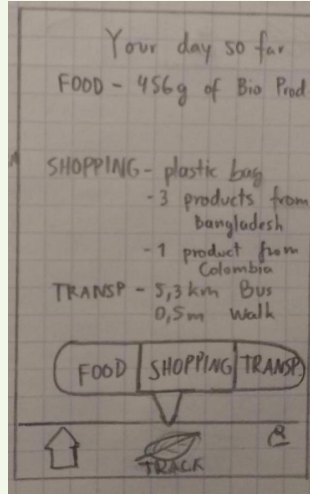 Your day so far
FOOD - 456g of Bio Prod
SHOPPING - plastic bag
- 3 products from
Bangladesh
- 1 product from
Colombia
TRANSP - 5,3 km Bus
0,5m Walk
FOOD SHOPPING TRANSP.
TRACK